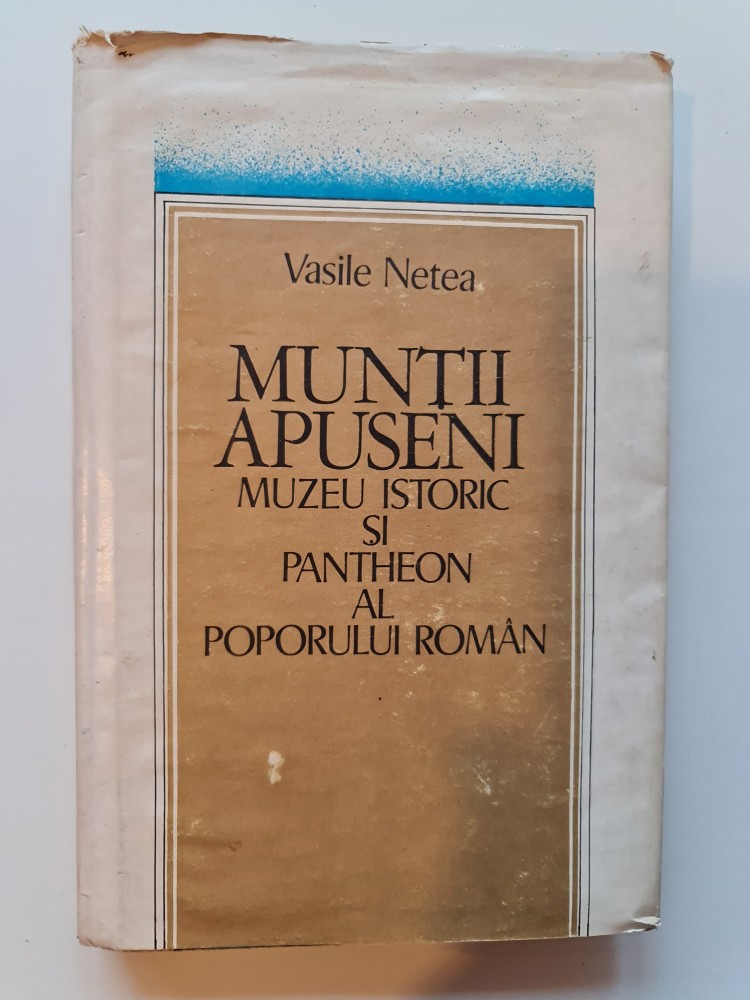 Vasile Netea
MUNȚII
APUSENI
MUZEU ISTORIC
ȘI
PANTHEON
AL
POPORULUI ROMÂN